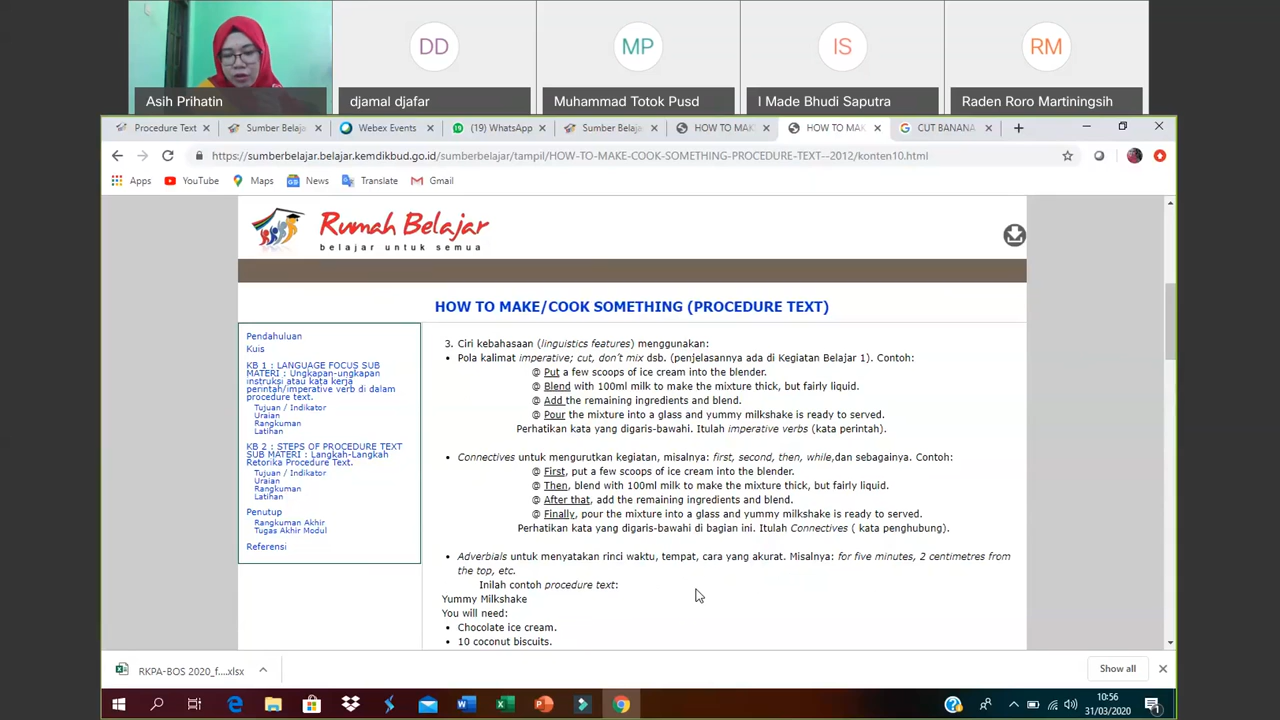 DD
MP
IS
RM
Asih Prihatin
djamal djafar
Muhammad Totok Pusd
I Made Bhudi Saputra
Raden Roro Martiningsih
Procedure Text
Sumber Belaja
Webex Events
(19) WhatsApp
Sumber Belaja
HOW TO MAK
HOW TO MAK
CUT BANANA
https://sumberbelajar.belajar.kemdikbud.go.id/sumberbelajar/tampil/HOW-TO-MAKE-COOK-SOMETHING-PROCEDURE-TEXT--2012/konten10.html
Apps
YouTube
Maps
News
Translate
Gmail
Rumah Belajar
belajar untuk semua
HOW TO MAKE/COOK SOMETHING (PROCEDURE TEXT)
Pendahuluan
Kuis
KB 1 : LANGUAGE FOCUS SUB
MATERI : Ungkapan-ungkapan
instruksi atau kata kerja
perintah/imperative verb di dalam
procedure text.
Tujuan / Indikator
Uraian
Rangkuman
Latihan
KB 2 : STEPS OF PROCEDURE TEXT
SUB MATERI : Langkah-Langkah
Retorika Procedure Text.
Tujuan / Indikator
Uraian
Rangkuman
Latihan
Penutup
Rangkuman Akhir
Tugas Akhir Modul
Referensi
3. Ciri kebahasaan (linguistics features) menggunakan:
• Pola kalimat imperative; cut, don't mix dsb. (penjelasannya ada di Kegiatan Belajar 1). Contoh:
@ Put a few scoops of ice cream into the blender.
@ Blend with 100ml milk to make the mixture thick, but fairly liquid.
@ Add the remaining ingredients and blend.
@ Pour the mixture into a glass and yummy milkshake is ready to served.
Perhatikan kata yang digaris-bawahi. Itulah imperative verbs (kata perintah).
• Connectives untuk mengurutkan kegiatan, misalnya: first, second, then, while,dan sebagainya. Contoh:
@ First, put a few scoops of ice cream into the blender.
@ Then, blend with 100ml milk to make the mixture thick, but fairly liquid.
@ After that, add the remaining ingredients and blend.
@ Finally, pour the mixture into a glass and yummy milkshake is ready to served.
Perhatikan kata yang digaris-bawahi di bagian ini. Itulah Connectives ( kata penghubung).
• Adverbials untuk menyatakan rinci waktu, tempat, cara yang akurat. Misalnya: for five minutes, 2 centimetres from
the top, etc.
Inilah contoh procedure text:
Yummy Milkshake
You will need:
• Chocolate ice cream.
• 10 coconut biscuits.
RKPA-BOS 2020_f....xlsx
Show all
10:56
31/03/2020